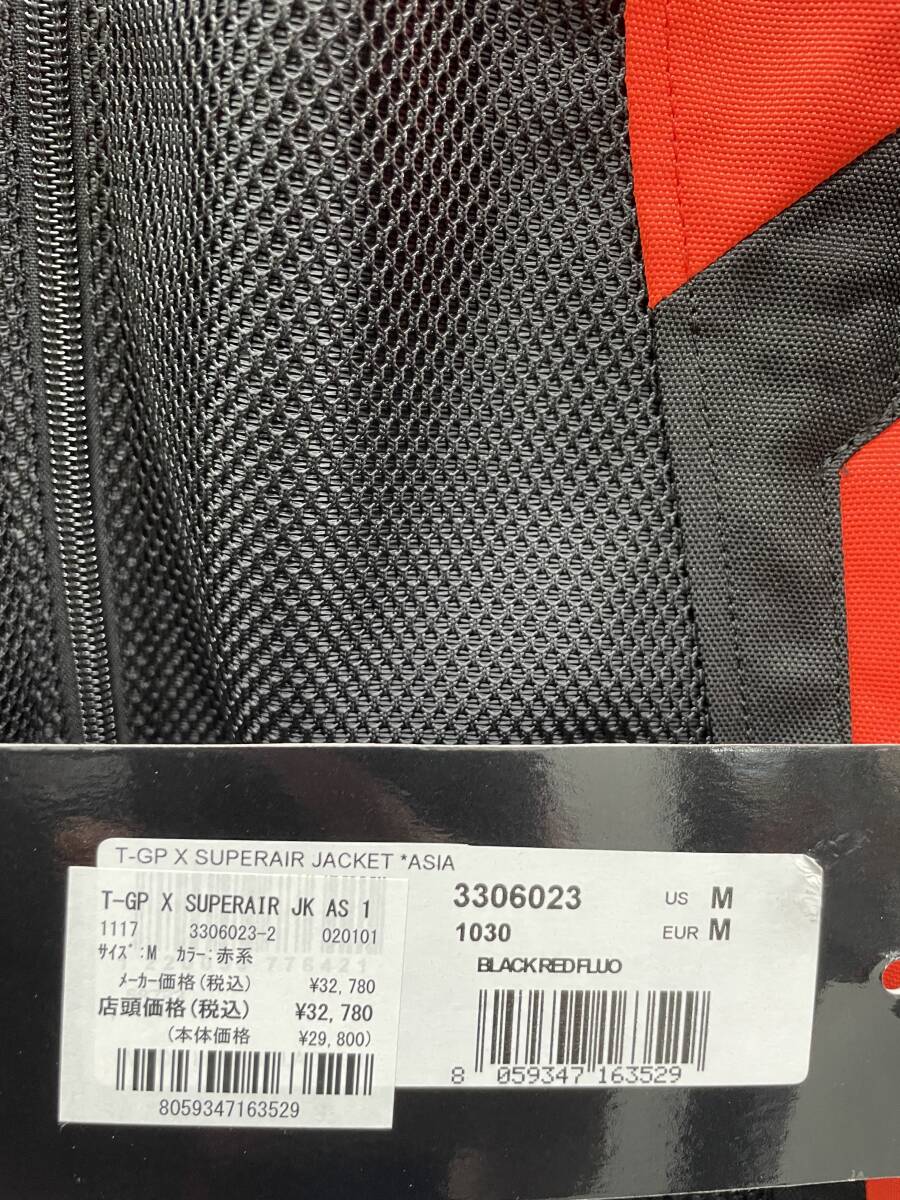 T-GP X SUPERAIR JACKET *ASIA
3306023
US M
1030
EUR M
BLACK RED FLUO
8 059347 163529
T-GP X SUPERAIR JK AS 1
1117 3306023-2 020101
ｻｲｽﾞ:M ｶﾗｰ:赤系
ﾒｰｶｰ価格(税込) ¥32,780
店頭価格(税込) ¥32,780
(本体価格 ¥29,800)
8059347163529